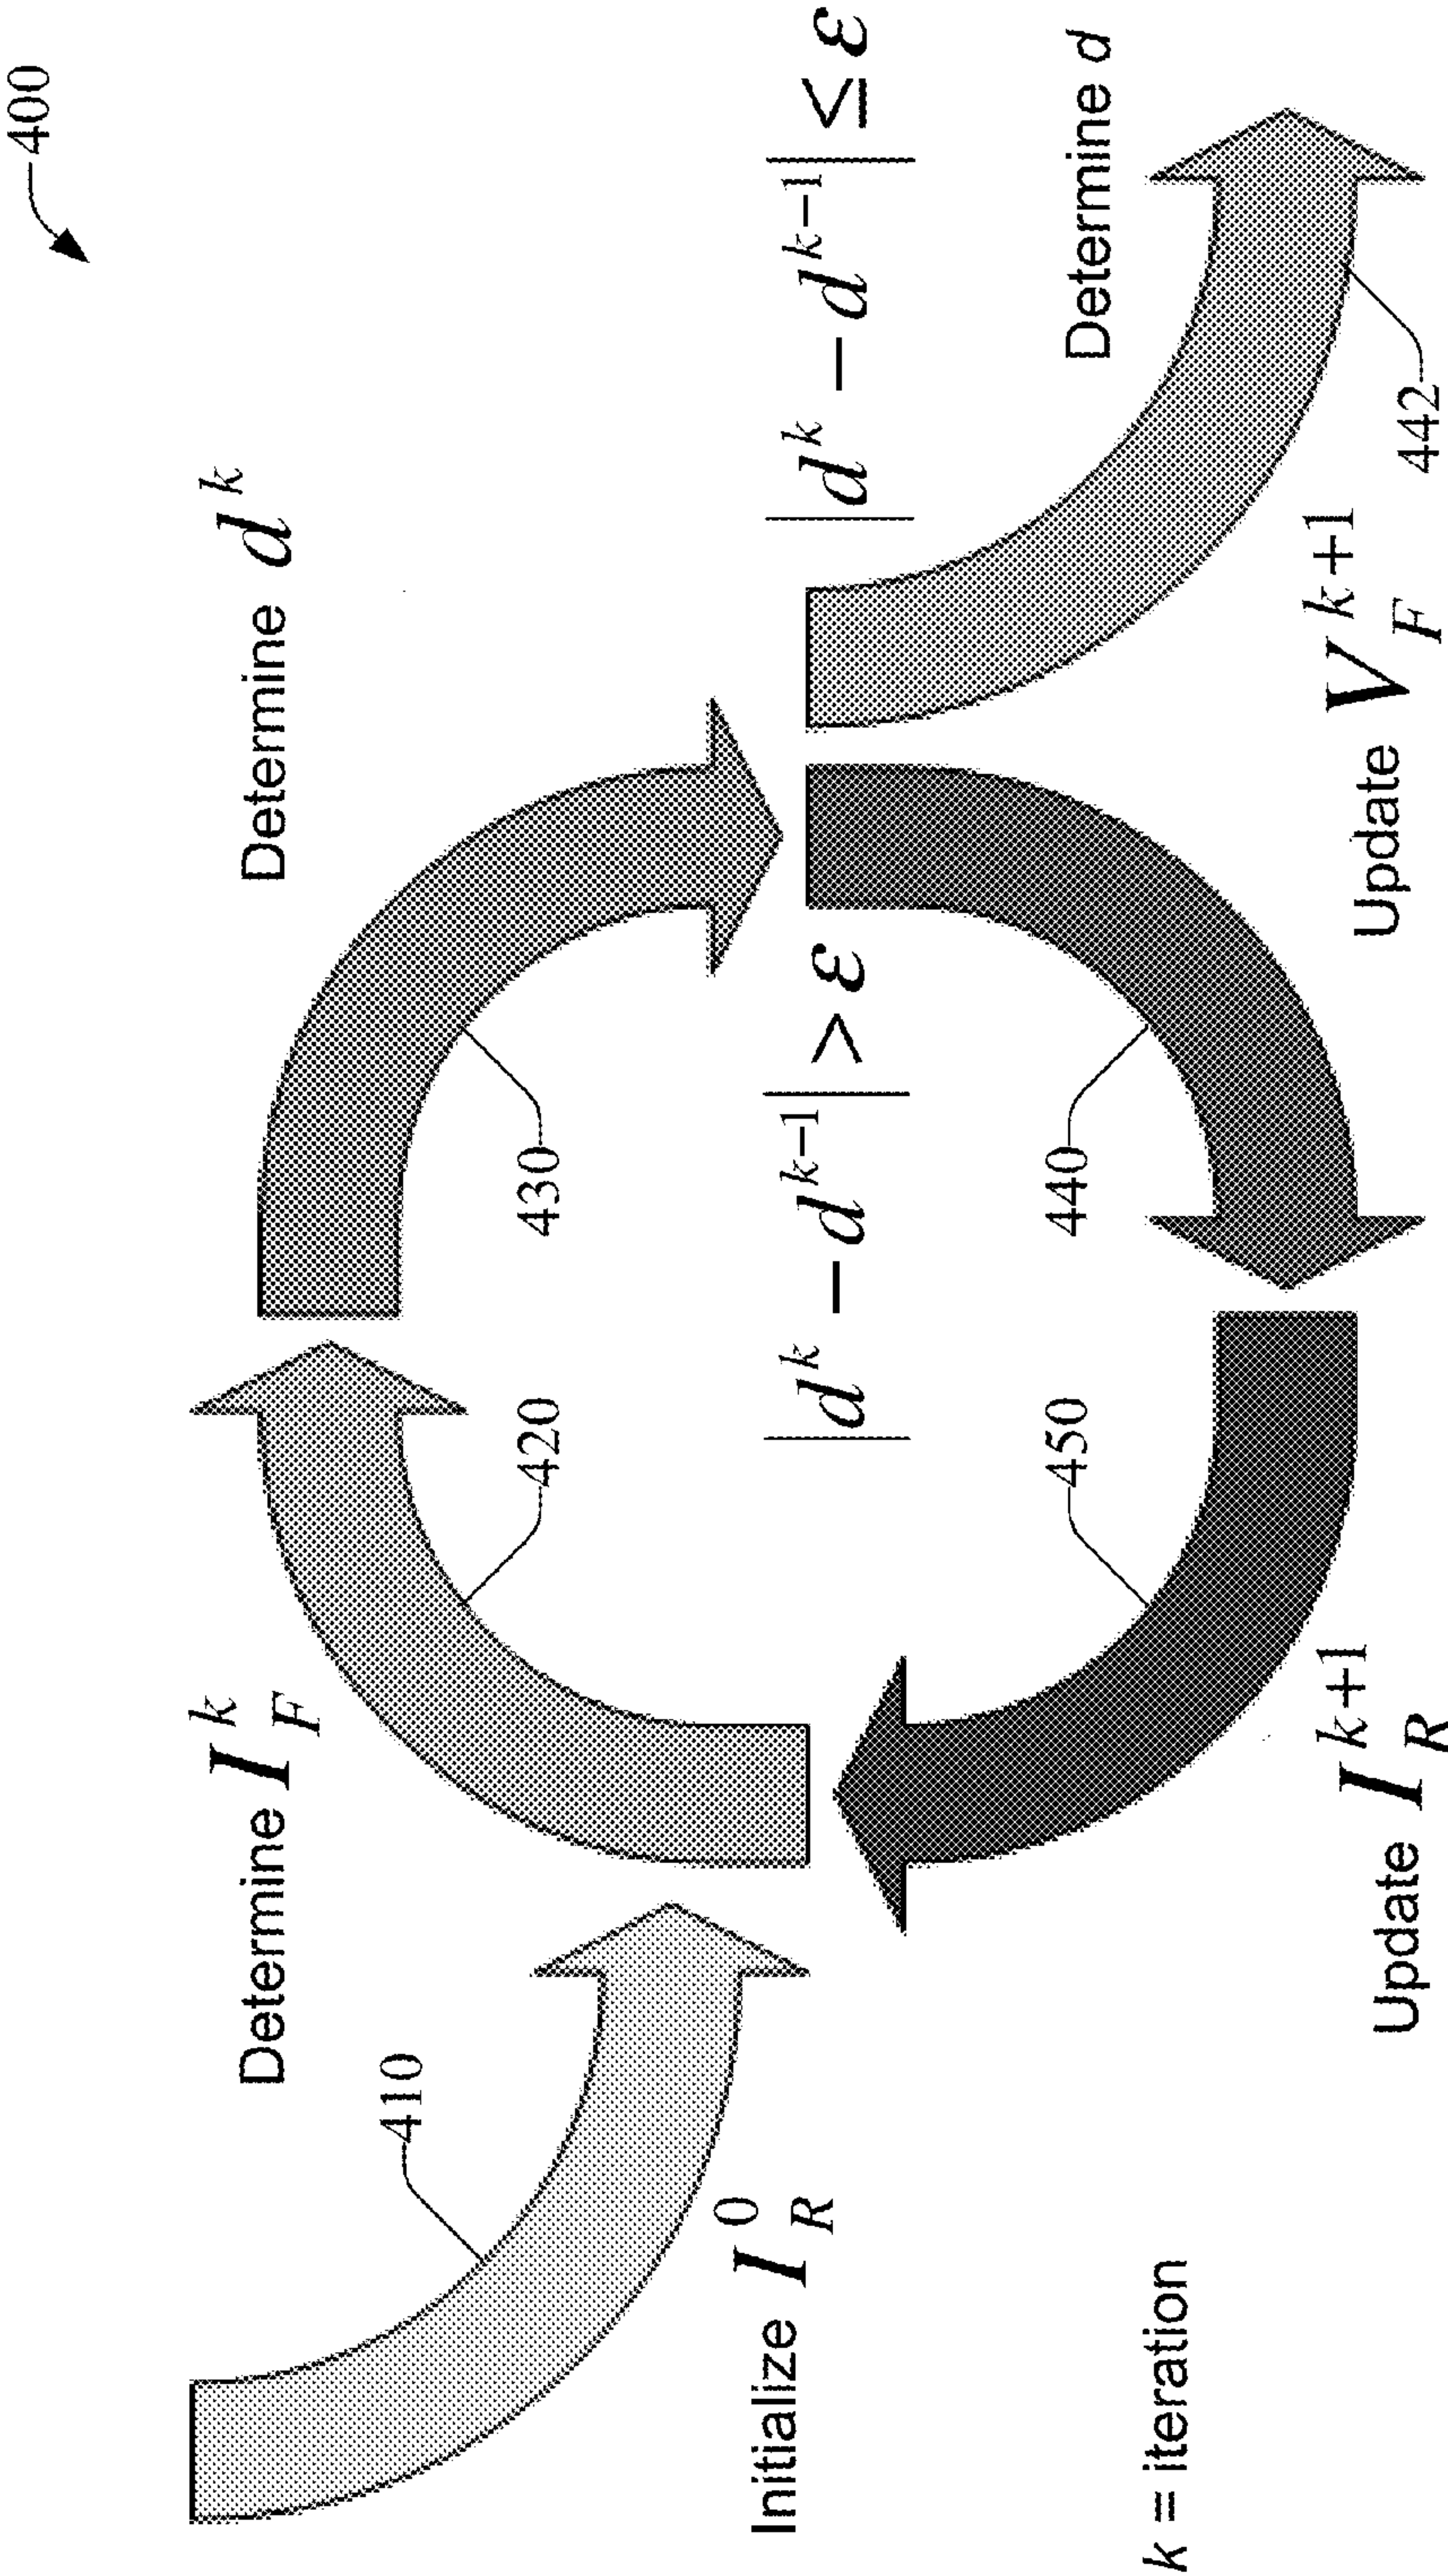 400
Determine I_F^k
Determine d^k
410
420
430
Initialize I_R^0
|d^k − d^{k−1}| > ε
|d^k − d^{k−1}| ≤ ε
Determine d
450
440
k = iteration
442
Update I_R^{k+1}
Update V_F^{k+1}